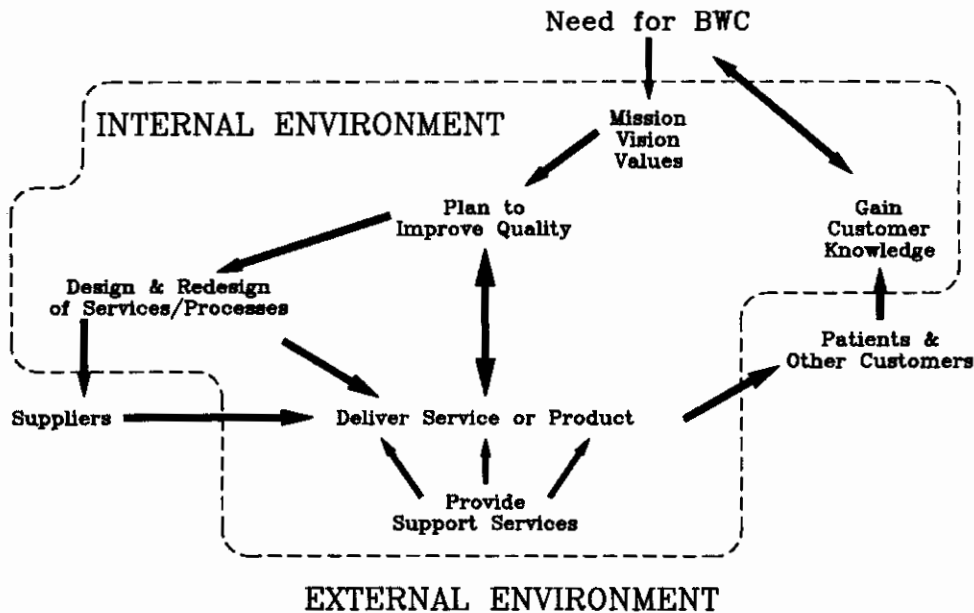 Need for BWC
INTERNAL ENVIRONMENT
Mission
Vision
Values
Plan to
Improve Quality
Gain
Customer
Knowledge
Design & Redesign
of Services/Processes
Patients &
Other Customers
Suppliers
Deliver Service or Product
Provide
Support Services
EXTERNAL ENVIRONMENT